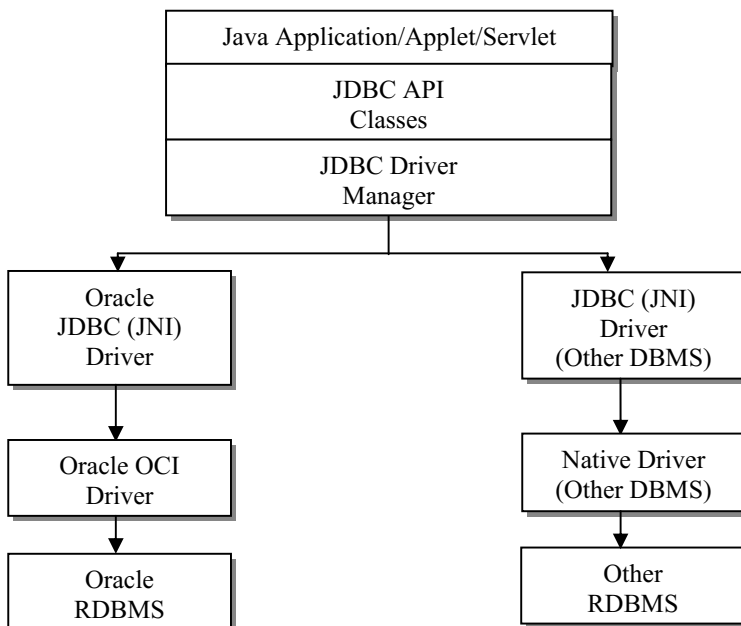 Java Application/Applet/Servlet
JDBC API
Classes
JDBC Driver
Manager
Oracle
JDBC (JNI)
Driver
JDBC (JNI)
Driver
(Other DBMS)
Oracle OCI
Driver
Native Driver
(Other DBMS)
Oracle
RDBMS
Other
RDBMS